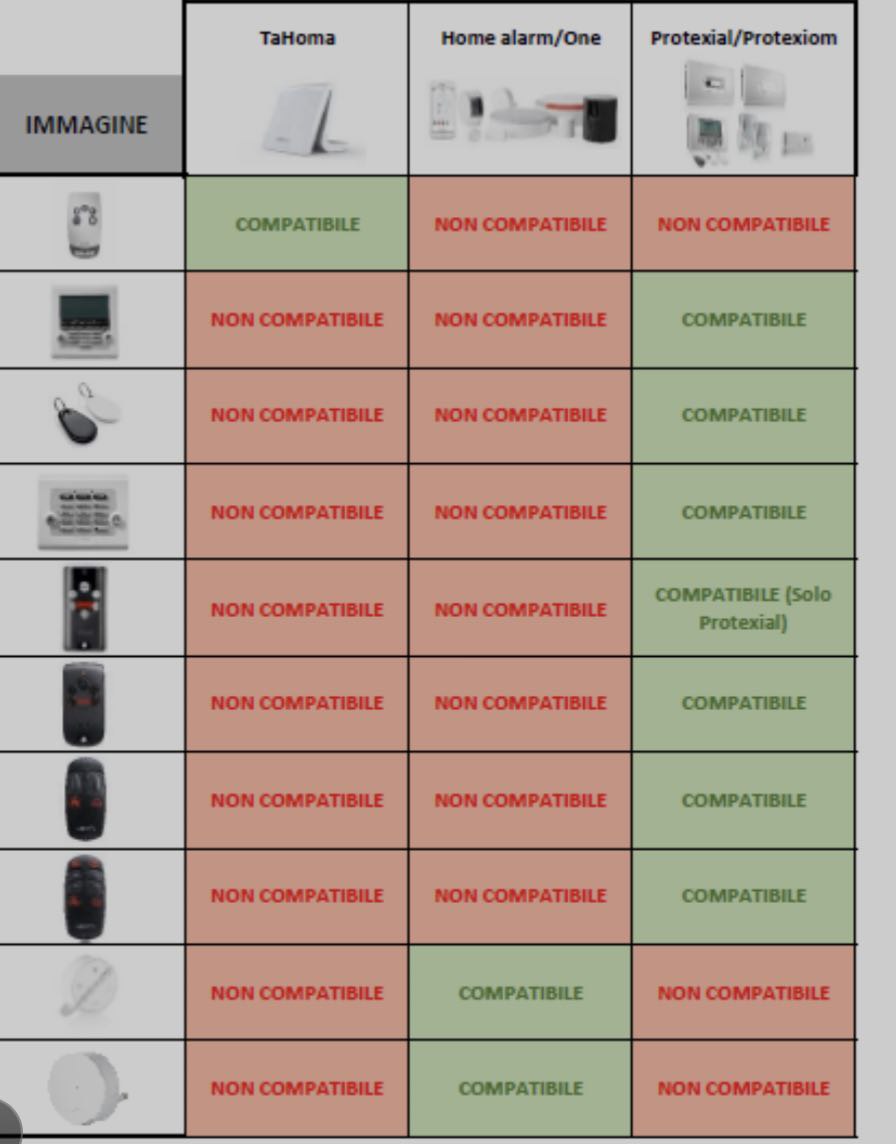 TaHoma Home alarm/One Protexial/Protexiom
IMMAGINE
COMPATIBILE NON COMPATIBILE NON COMPATIBILE
NON COMPATIBILE NON COMPATIBILE COMPATIBILE
NON COMPATIBILE NON COMPATIBILE COMPATIBILE
NON COMPATIBILE NON COMPATIBILE COMPATIBILE
NON COMPATIBILE NON COMPATIBILE COMPATIBILE (Solo
Protexial)
NON COMPATIBILE NON COMPATIBILE COMPATIBILE
NON COMPATIBILE NON COMPATIBILE COMPATIBILE
NON COMPATIBILE NON COMPATIBILE COMPATIBILE
NON COMPATIBILE COMPATIBILE NON COMPATIBILE
NON COMPATIBILE COMPATIBILE NON COMPATIBILE